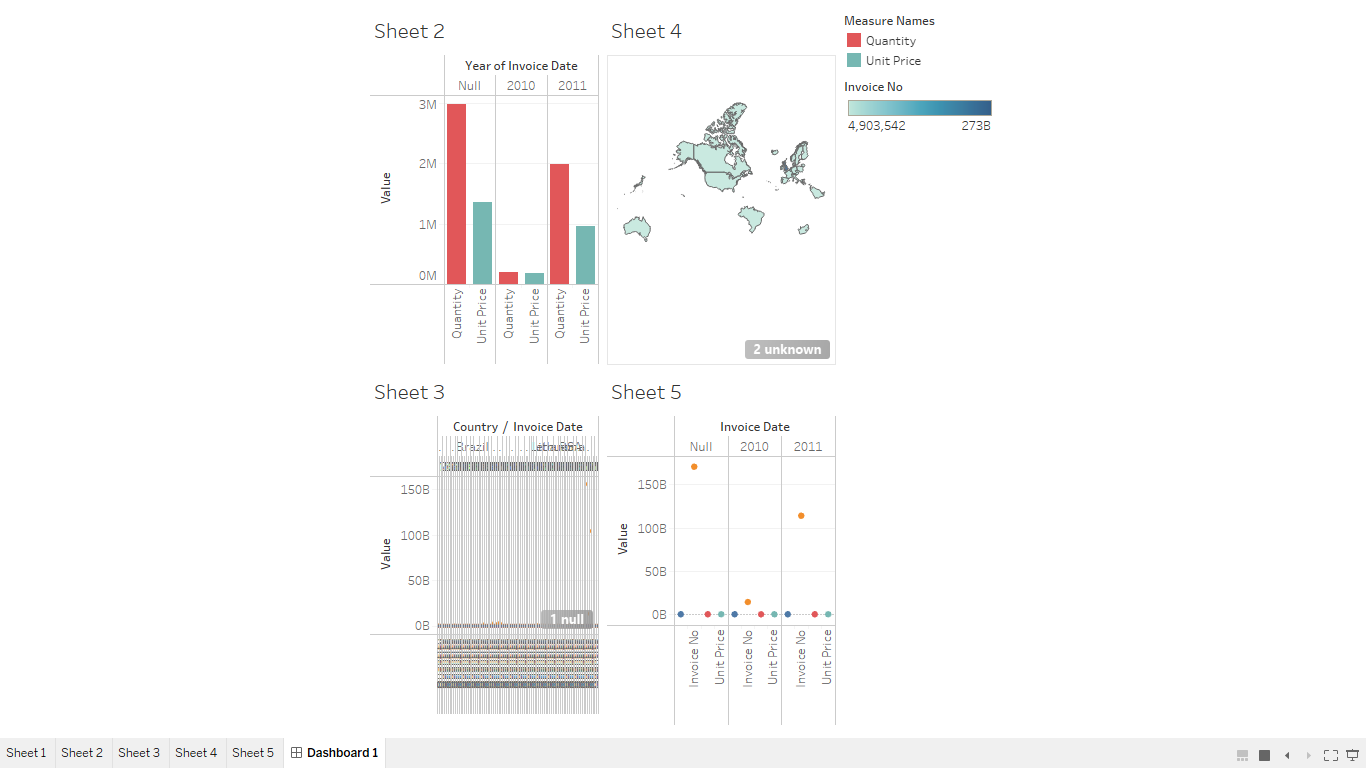 Sheet 2
Year of Invoice Date
Null 2010 2011
3M
2M
1M
0M
Value
Quantity
Unit Price
Quantity
Unit Price
Quantity
Unit Price
Sheet 4
2 unknown
Measure Names
Quantity
Unit Price
Invoice No
4,903,542 273B
Sheet 3
Country / Invoice Date
Brazil
150B
100B
50B
0B
Value
1 null
Sheet 5
Invoice Date
Null 2010 2011
150B
100B
50B
0B
Value
Invoice No
Unit Price
Invoice No
Unit Price
Invoice No
Unit Price
Sheet 1 Sheet 2 Sheet 3 Sheet 4 Sheet 5 Dashboard 1